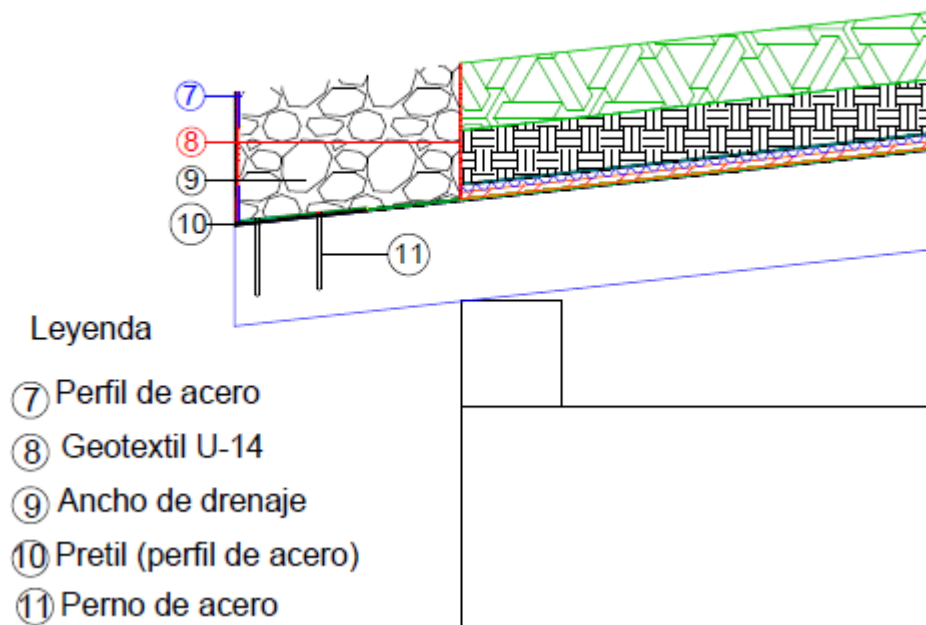 7
8
9
10
11
Leyenda
7 Perfil de acero
8 Geotextil U-14
9 Ancho de drenaje
10 Pretil (perfil de acero)
11 Perno de acero